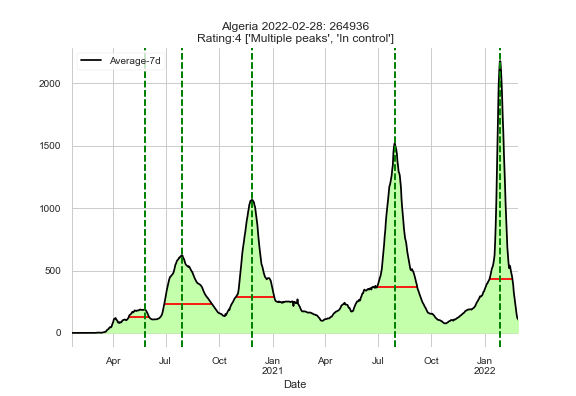 Algeria 2022-02-28: 264936
Rating:4 ['Multiple peaks', 'In control']
Average-7d
2000
1500
1000
500
0
Apr Jul Oct Jan Apr Jul Oct Jan
2021 2022
Date